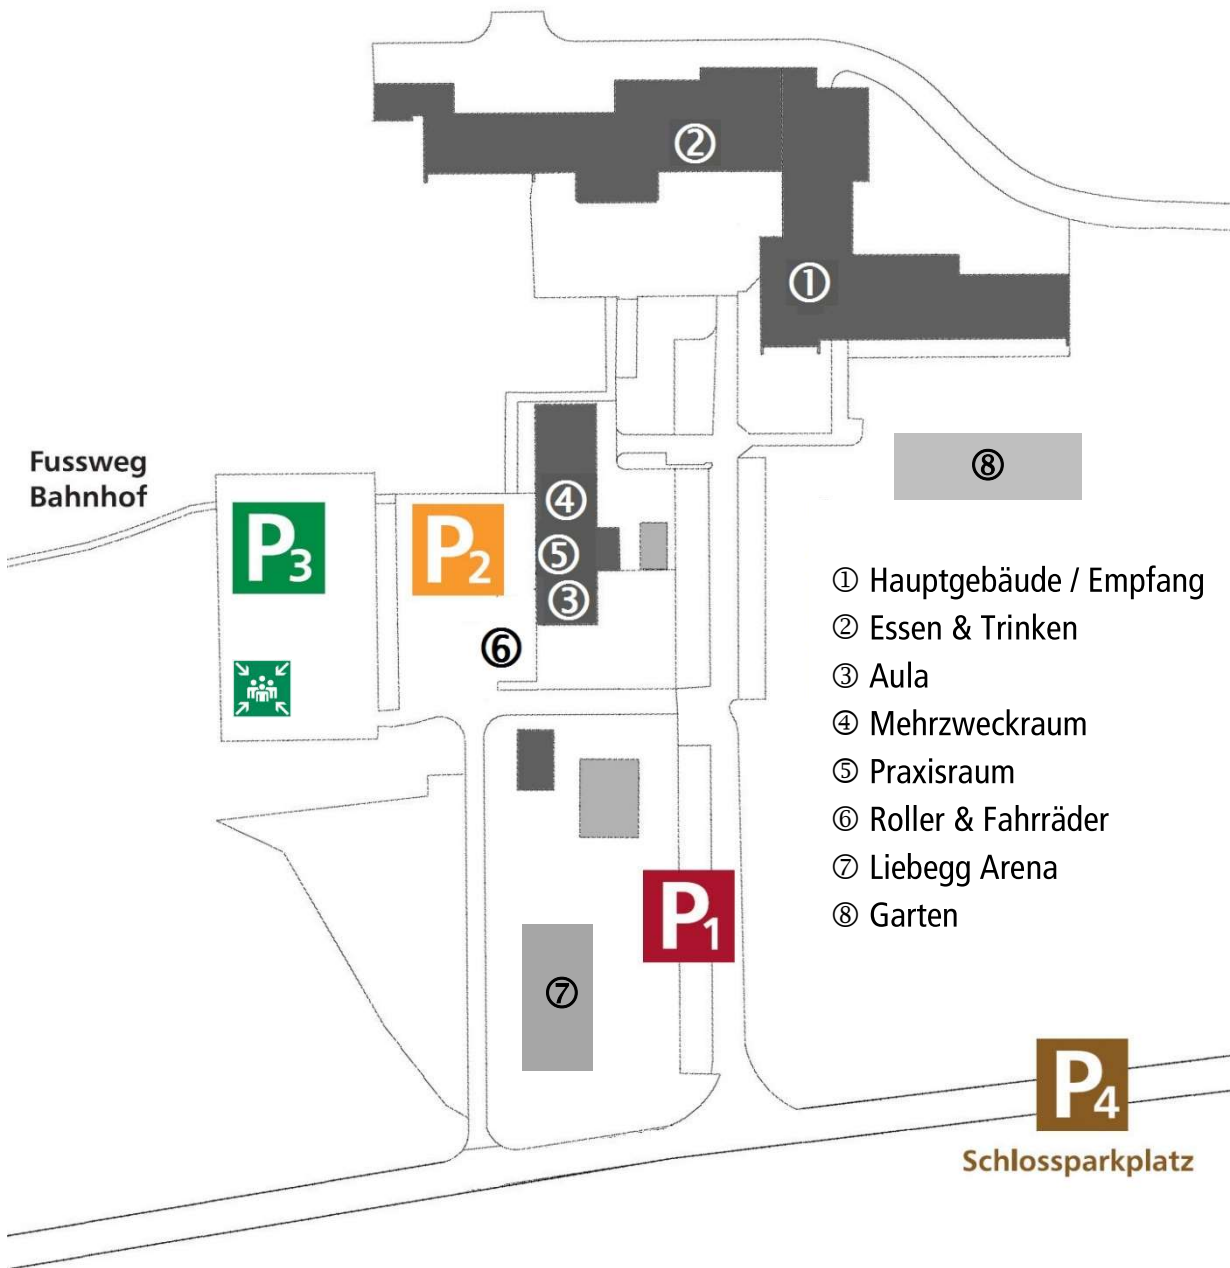 ②
①
Fussweg
Bahnhof
P3
P2
④
⑤
③
⑥
⑧
① Hauptgebäude / Empfang
② Essen & Trinken
③ Aula
④ Mehrzweckraum
⑤ Praxisraum
⑥ Roller & Fahrräder
⑦ Liebegg Arena
⑧ Garten
P1
⑦
P4
Schlossparkplatz